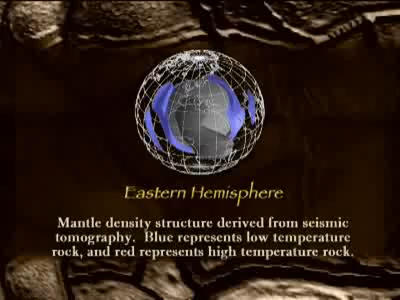 Eastern Hemisphere
Mantle density structure derived from seismic
tomography.  Blue represents low temperature
rock, and red represents high temperature rock.